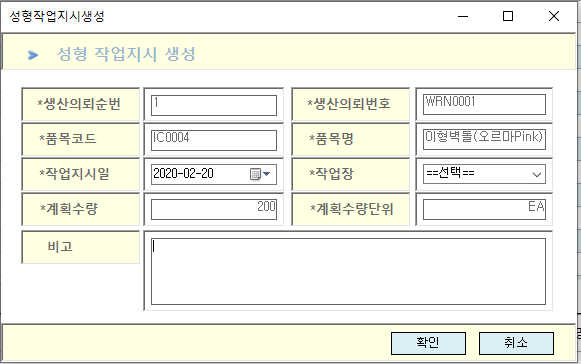 성형작업지시생성
성형 작업지시 생성
*생산의뢰순번 1 *생산의뢰번호 WRN0001
*품목코드 IC0004 *품목명 이형벽돌(오르마Pink)
*작업지시일 2020-02-20 *작업장 ==선택==
*계획수량 200 *계획수량단위 EA
비고
확인 취소